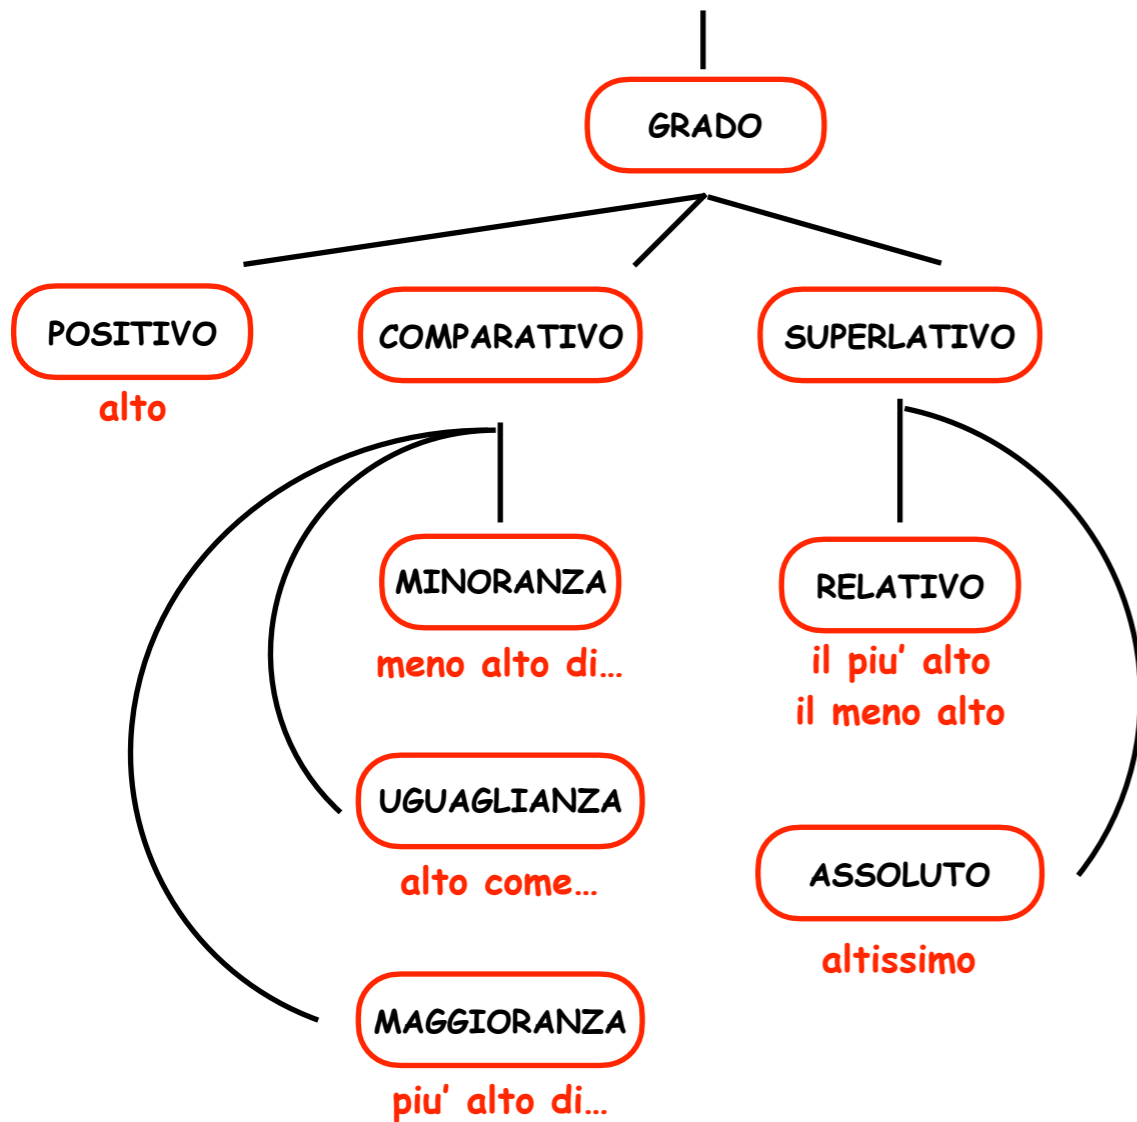 GRADO
POSITIVO
COMPARATIVO
SUPERLATIVO
alto
MINORANZA
meno alto di...
UGUAGLIANZA
alto come...
MAGGIORANZA
piu' alto di...
RELATIVO
il piu' alto
il meno alto
ASSOLUTO
altissimo